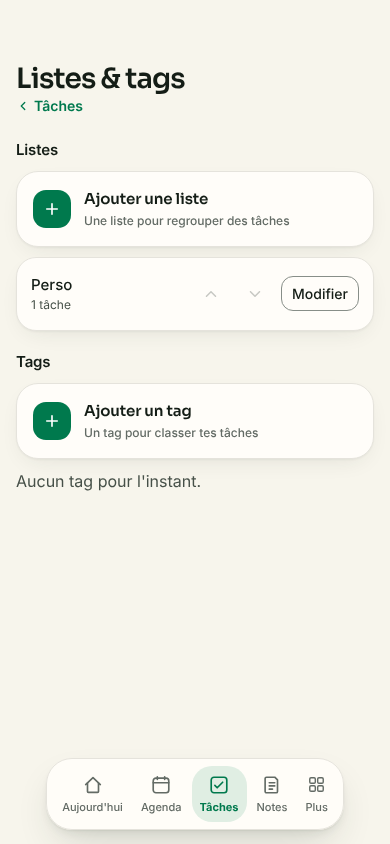 Listes & tags
Tâches
Listes
Ajouter une liste
Une liste pour regrouper des tâches
Perso
1 tâche
Modifier
Tags
Ajouter un tag
Un tag pour classer tes tâches
Aucun tag pour l'instant.
Aujourd'hui
Agenda
Tâches
Notes
Plus